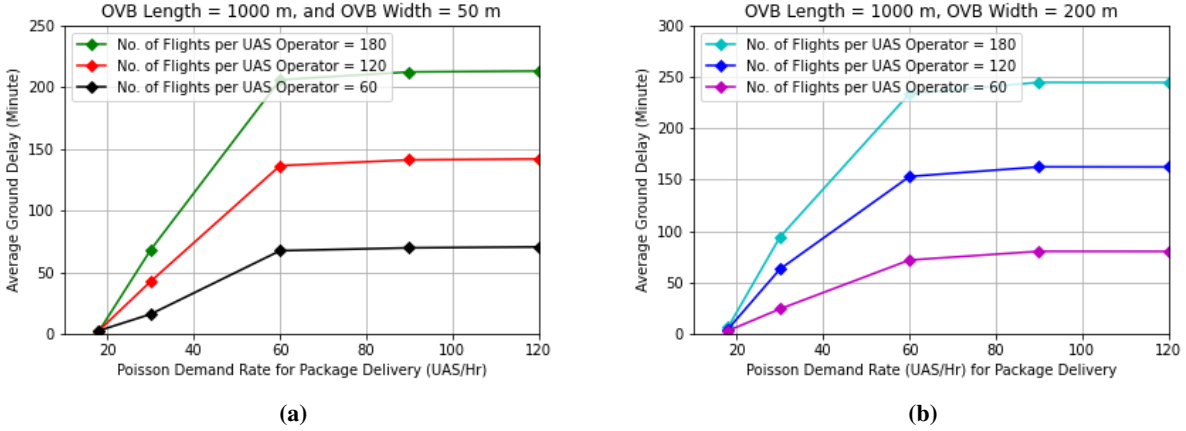 OVB Length = 1000 m, and OVB Width = 50 m
250
200
150
100
50
0
Average Ground Delay (Minute)
No. of Flights per UAS Operator = 180
No. of Flights per UAS Operator = 120
No. of Flights per UAS Operator = 60
20 40 60 80 100 120
Poisson Demand Rate for Package Delivery (UAS/Hr)
(a)
OVB Length = 1000 m, OVB Width = 200 m
300
250
200
150
100
50
0
Average Ground Delay (Minute)
No. of Flights per UAS Operator = 180
No. of Flights per UAS Operator = 120
No. of Flights per UAS Operator = 60
20 40 60 80 100 120
Poisson Demand Rate (UAS/Hr) for Package Delivery
(b)